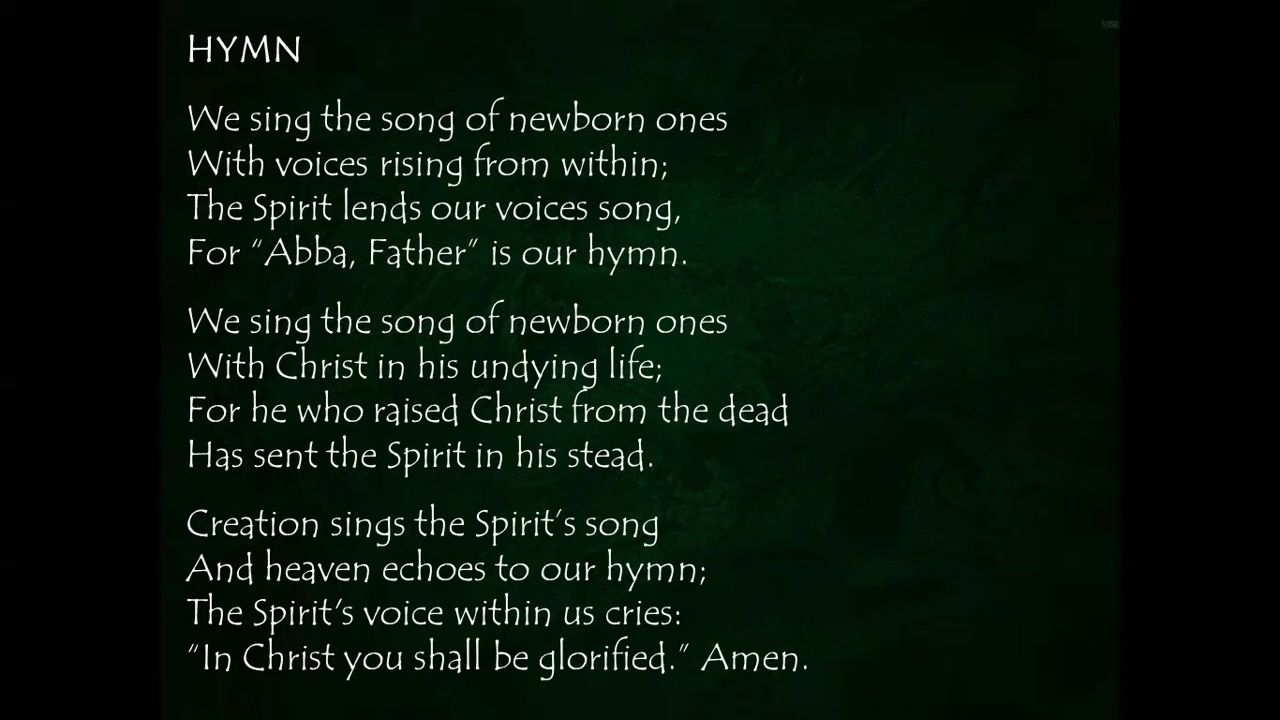 HYMN
We sing the song of newborn ones
With voices rising from within;
The Spirit lends our voices song,
For “Abba, Father” is our hymn.
We sing the song of newborn ones
With Christ in his undying life;
For he who raised Christ from the dead
Has sent the Spirit in his stead.
Creation sings the Spirit’s song
And heaven echoes to our hymn;
The Spirit’s voice within us cries:
“In Christ you shall be glorified.” Amen.